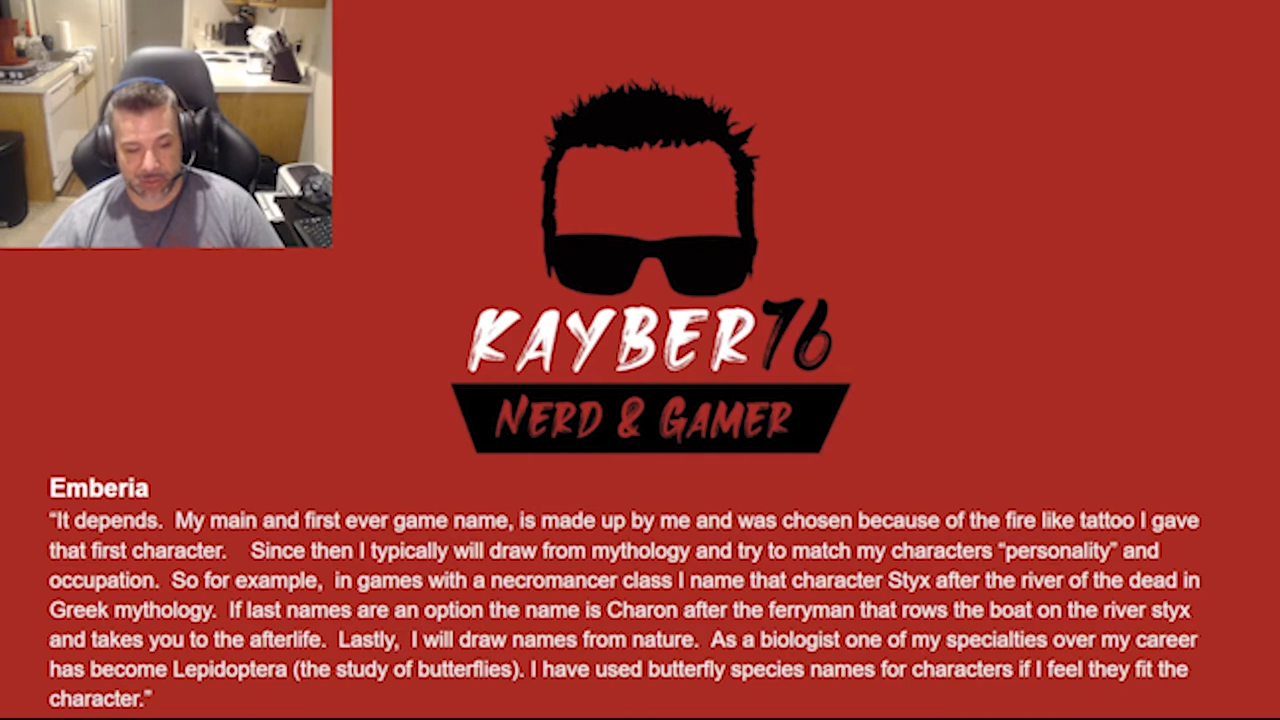 KAYBER76
NERD & GAMER
Emberia
“It depends.  My main and first ever game name, is made up by me and was chosen because of the fire like tattoo I gave
that first character.    Since then I typically will draw from mythology and try to match my characters “personality” and
occupation.  So for example,  in games with a necromancer class I name that character Styx after the river of the dead in
Greek mythology.  If last names are an option the name is Charon after the ferryman that rows the boat on the river styx
and takes you to the afterlife.  Lastly,  I will draw names from nature.  As a biologist one of my specialties over my career
has become Lepidoptera (the study of butterflies). I have used butterfly species names for characters if I feel they fit the
character.”